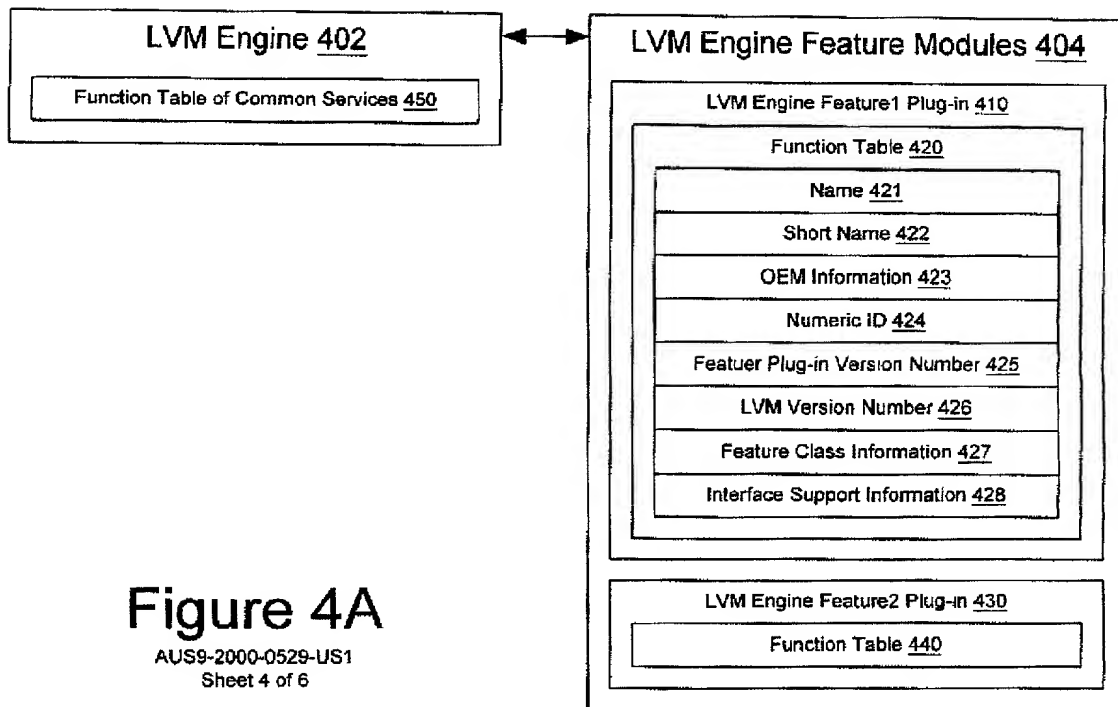 LVM Engine 402
Function Table of Common Services 450
LVM Engine Feature Modules 404
LVM Engine Feature1 Plug-in 410
Function Table 420
Name 421
Short Name 422
OEM Information 423
Numeric ID 424
Featuer Plug-in Version Number 425
LVM Version Number 426
Feature Class Information 427
Interface Support Information 428
LVM Engine Feature2 Plug-in 430
Function Table 440
Figure 4A
AUS9-2000-0529-US1
Sheet 4 of 6